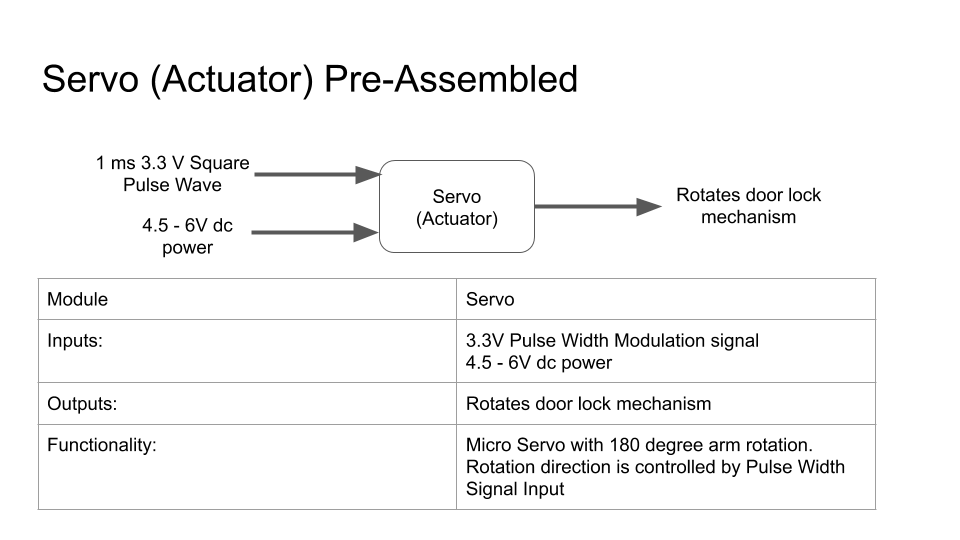 Servo (Actuator) Pre-Assembled
1 ms 3.3 V Square
Pulse Wave
4.5 - 6V dc
power
Servo
(Actuator)
Rotates door lock
mechanism
Module
Servo
Inputs:
3.3V Pulse Width Modulation signal
4.5 - 6V dc power
Outputs:
Rotates door lock mechanism
Functionality:
Micro Servo with 180 degree arm rotation.
Rotation direction is controlled by Pulse Width
Signal Input